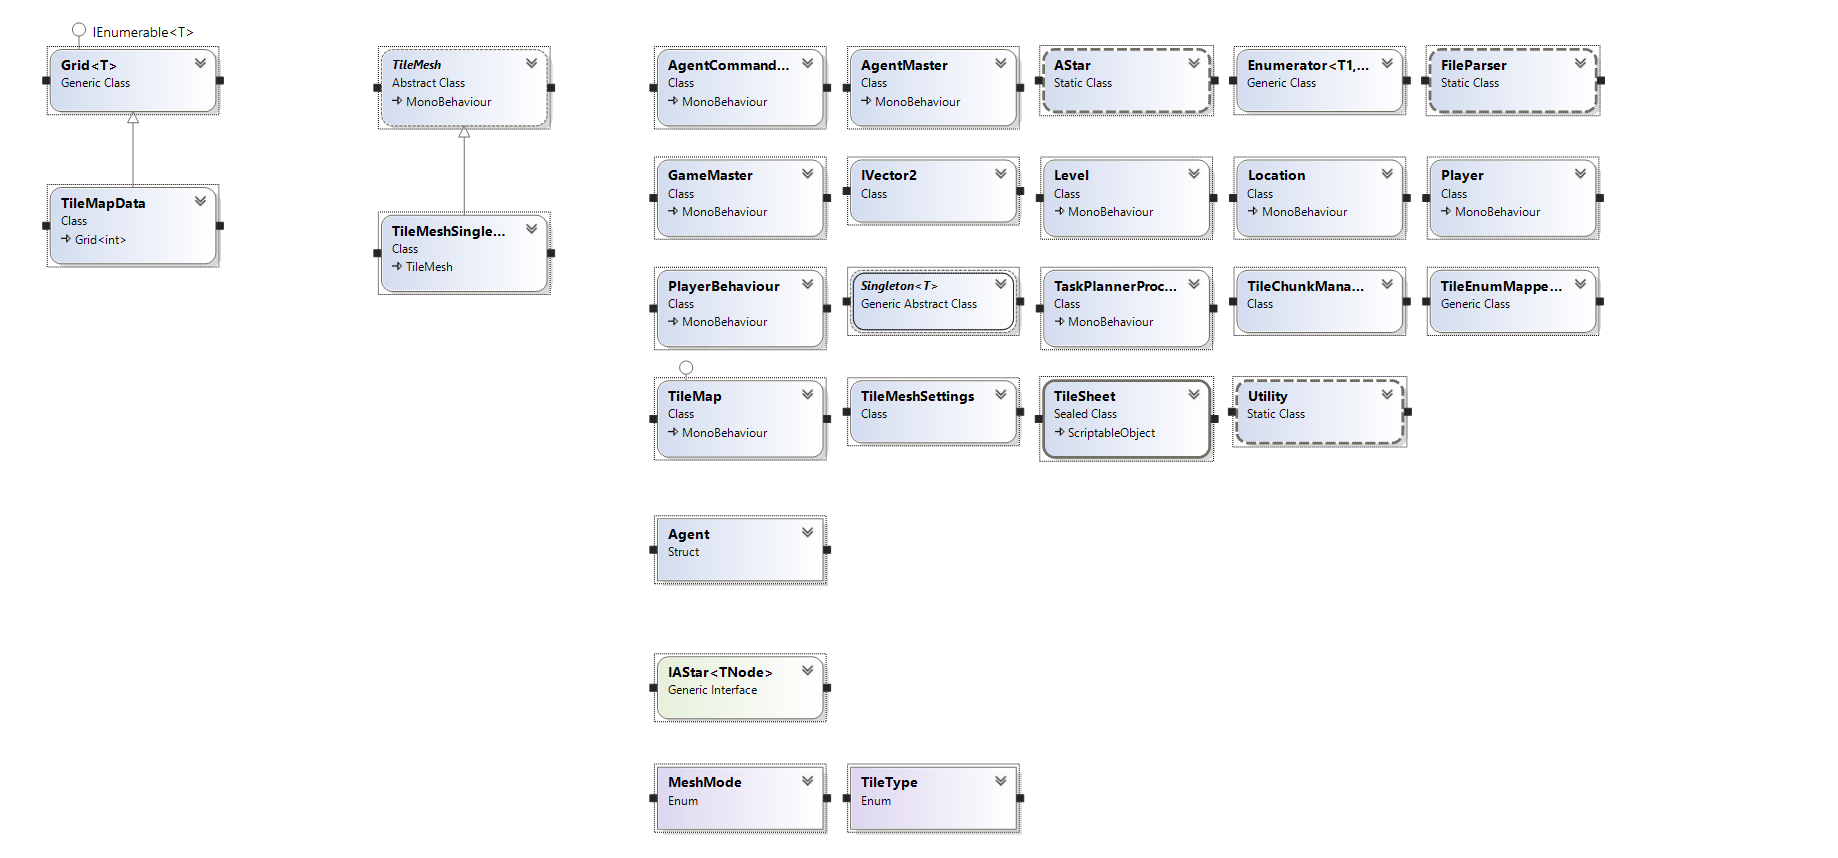 IEnumerable<T>
Grid<T>
Generic Class
TileMapData
Class
Grid<int>
TileMesh
Abstract Class
MonoBehaviour
TileMeshSingle...
Class
TileMesh
AgentCommand...
Class
MonoBehaviour
AgentMaster
Class
MonoBehaviour
AStar
Static Class
Enumerator<T1,...
Generic Class
FileParser
Static Class
GameMaster
Class
MonoBehaviour
IVector2
Class
Level
Class
MonoBehaviour
Location
Class
MonoBehaviour
Player
Class
MonoBehaviour
PlayerBehaviour
Class
MonoBehaviour
Singleton<T>
Generic Abstract Class
TaskPlannerProc...
Class
MonoBehaviour
TileChunkMana...
Class
TileEnumMappe...
Generic Class
TileMap
Class
MonoBehaviour
TileMeshSettings
Class
TileSheet
Sealed Class
ScriptableObject
Utility
Static Class
Agent
Struct
IAStar<TNode>
Generic Interface
MeshMode
Enum
TileType
Enum